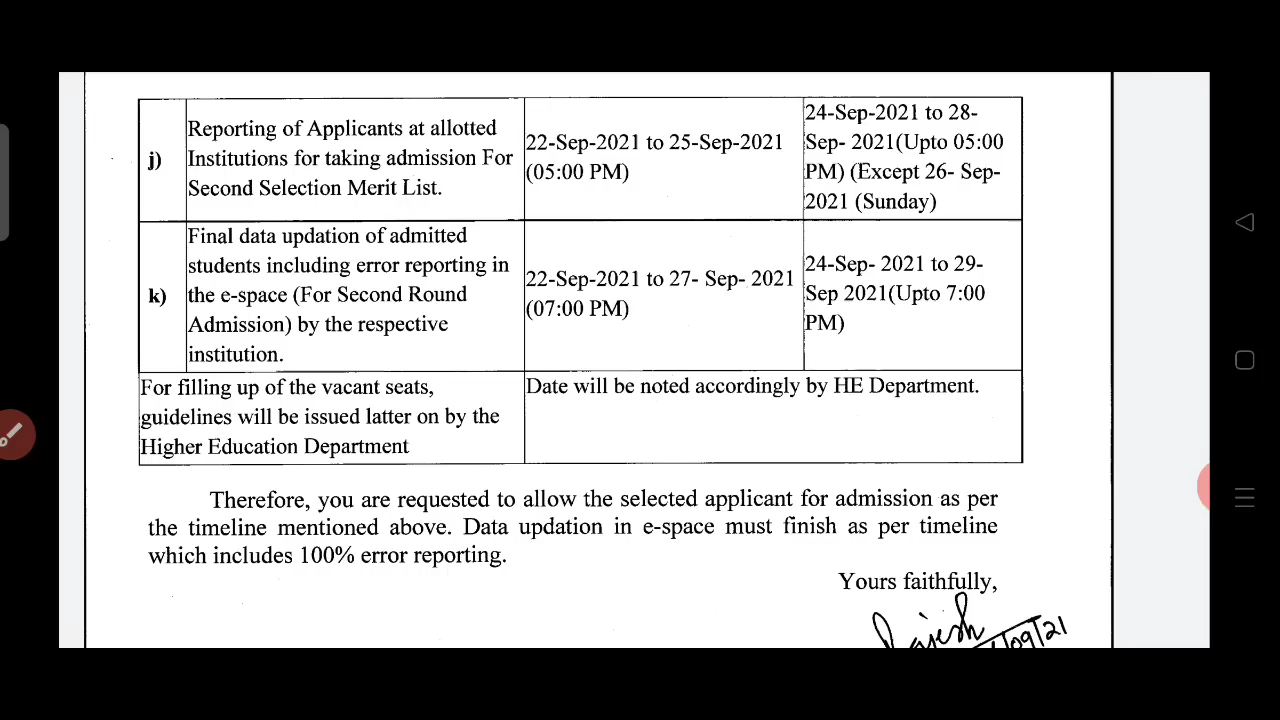 j)
Reporting of Applicants at allotted
Institutions for taking admission For
Second Selection Merit List.
22-Sep-2021 to 25-Sep-2021
(05:00 PM)
24-Sep-2021 to 28-
Sep- 2021(Upto 05:00
PM) (Except 26- Sep-
2021 (Sunday)
k)
Final data updation of admitted
students including error reporting in
the e-space (For Second Round
Admission) by the respective
institution.
22-Sep-2021 to 27- Sep- 2021
(07:00 PM)
24-Sep- 2021 to 29-
Sep 2021(Upto 7:00
PM)
For filling up of the vacant seats,
guidelines will be issued latter on by the
Higher Education Department
Date will be noted accordingly by HE Department.
Therefore, you are requested to allow the selected applicant for admission as per
the timeline mentioned above. Data updation in e-space must finish as per timeline
which includes 100% error reporting.
Yours faithfully,
Rajesh
/09/21